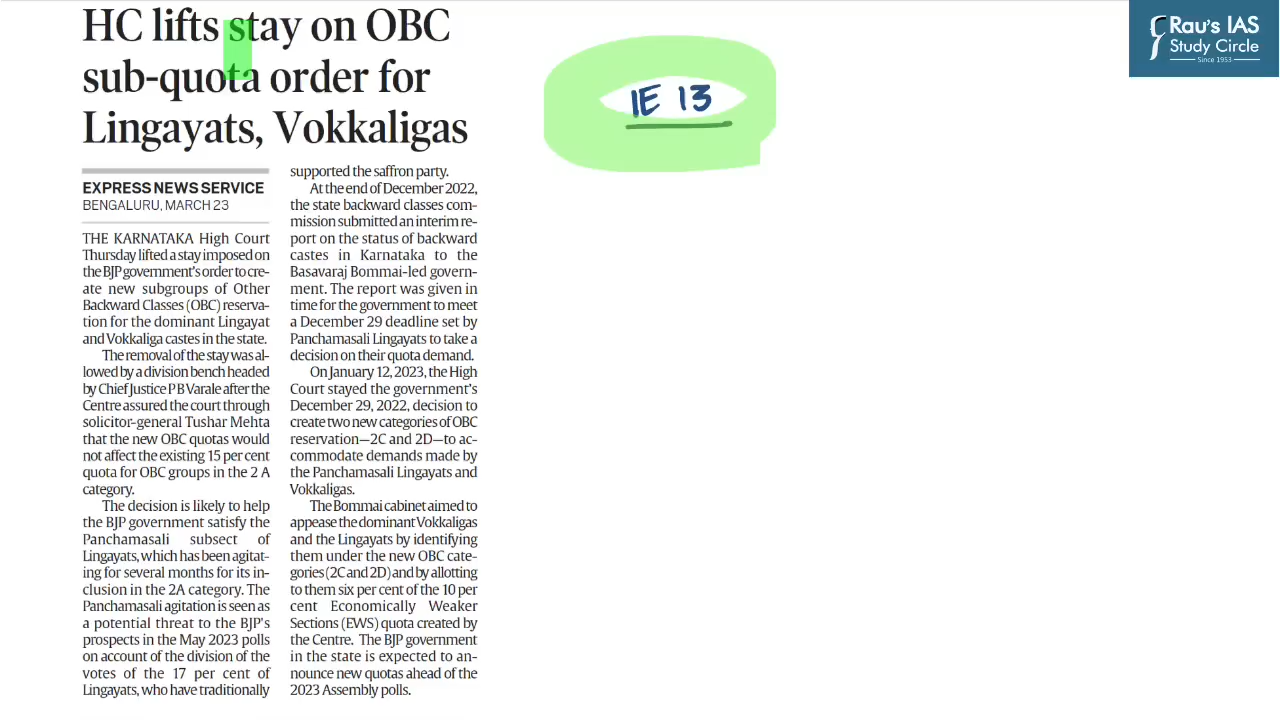 HC lifts stay on OBC
sub-quota order for
Lingayats, Vokkaligas
EXPRESS NEWS SERVICE
BENGALURU, MARCH 23
THE KARNATAKA High Court
Thursday lifted a stay imposed on
the BJP government's order to cre-
ate new subgroups of Other
Backward Classes (OBC) reserva-
tion for the dominant Lingayat
and Vokkaliga castes in the state.
The removal of the stay was al-
lowed by a division bench headed
by Chief Justice P B Varale after the
Centre assured the court through
solicitor-general Tushar Mehta
that the new OBC quotas would
not affect the existing 15 per cent
quota for OBC groups in the 2 A
category.
The decision is likely to help
the BJP government satisfy the
Panchamasali subsect of
Lingayats, which has been agitat-
ing for several months for its in-
clusion in the 2A category. The
Panchamasali agitation is seen as
a potential threat to the BJP's
prospects in the May 2023 polls
on account of the division of the
votes of the 17 per cent of
Lingayats, who have traditionally
supported the saffron party.
At the end of December 2022,
the state backward classes com-
mission submitted an interim re-
port on the status of backward
castes in Karnataka to the
Basavaraj Bommai-led govern-
ment. The report was given in
time for the government to meet
a December 29 deadline set by
Panchamasali Lingayats to take a
decision on their quota demand.
On January 12, 2023, the High
Court stayed the government's
December 29, 2022, decision to
create two new categories of OBC
reservation—2C and 2D—to ac-
commodate demands made by
the Panchamasali Lingayats and
Vokkaligas.
The Bommai cabinet aimed to
appease the dominant Vokkaligas
and the Lingayats by identifying
them under the new OBC cate-
gories (2C and 2D) and by allotting
to them six per cent of the 10 per
cent Economically Weaker
Sections (EWS) quota created by
the Centre. The BJP government
in the state is expected to an-
nounce new quotas ahead of the
2023 Assembly polls.
IE 13
Rau's IAS
Study Circle
Since 1953